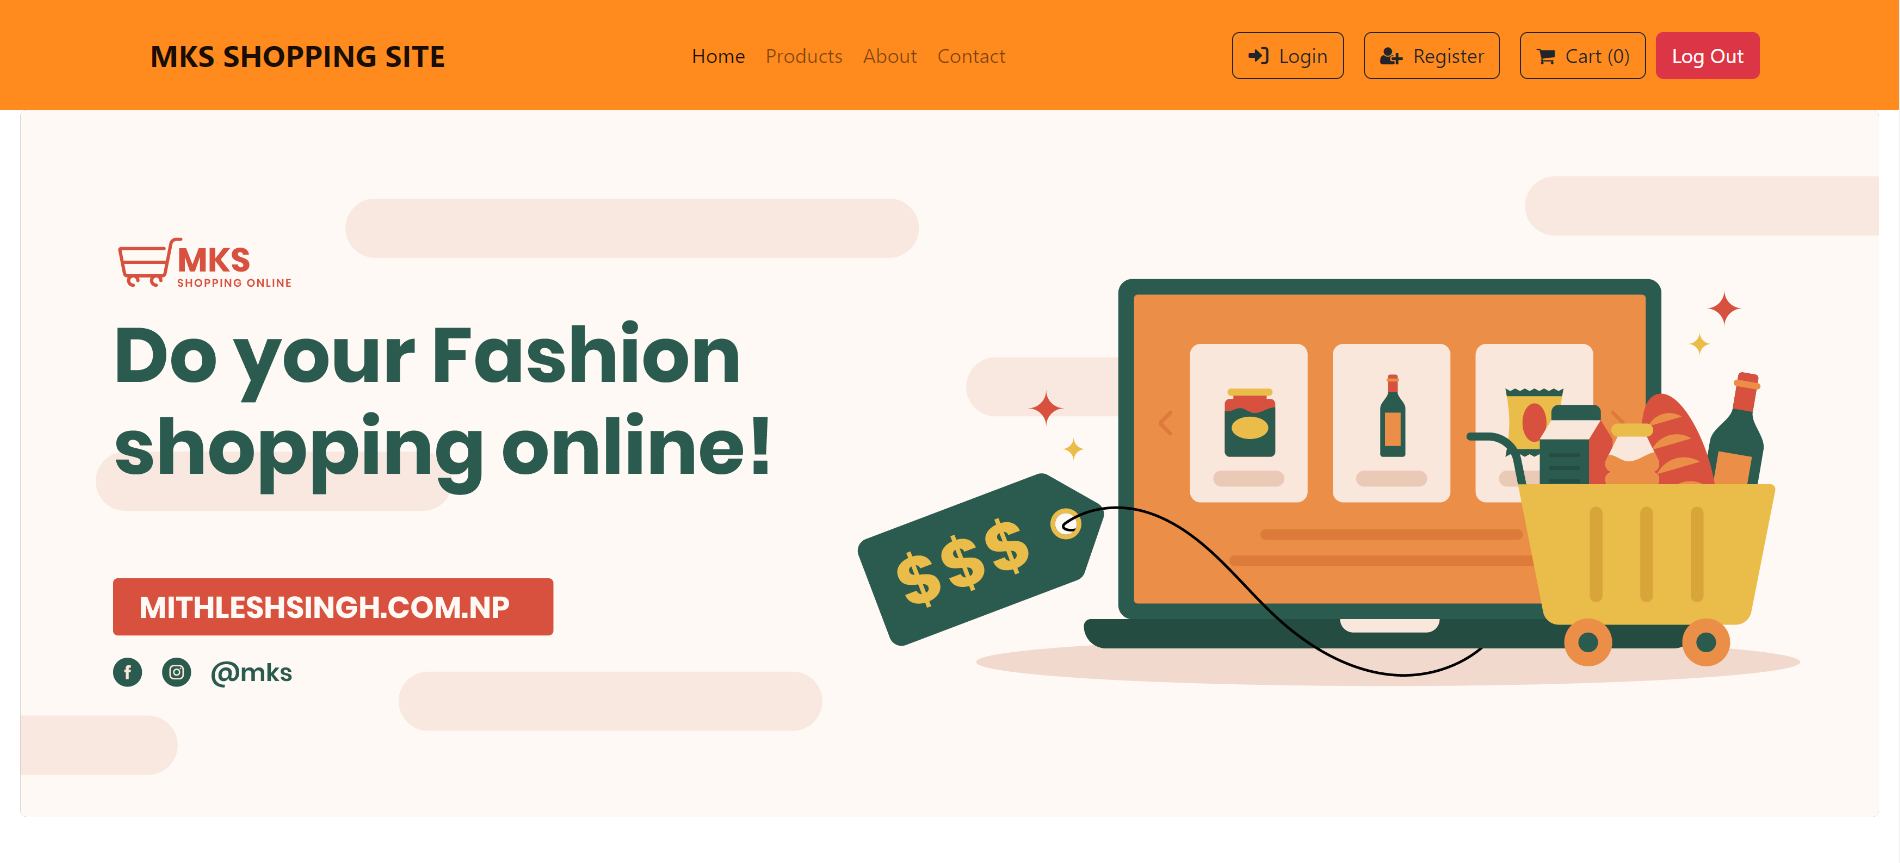 MKS SHOPPING SITE
Home Products About Contact
Login Register Cart (0) Log Out
MKS
SHOPPING ONLINE
Do your Fashion
shopping online!
$$$
MITHLESHSINGH.COM.NP
@mks